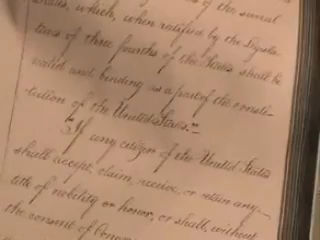 of the same
States, which, when ratified by the Legisla-
tures of three fourths of the States shall be
valid and binding as a part of the consti-
tution of the United States."
"If any citizen of the United States
shall accept, claim, receive, or retain any
title of nobility or honor, or shall, without
the consent of Congr